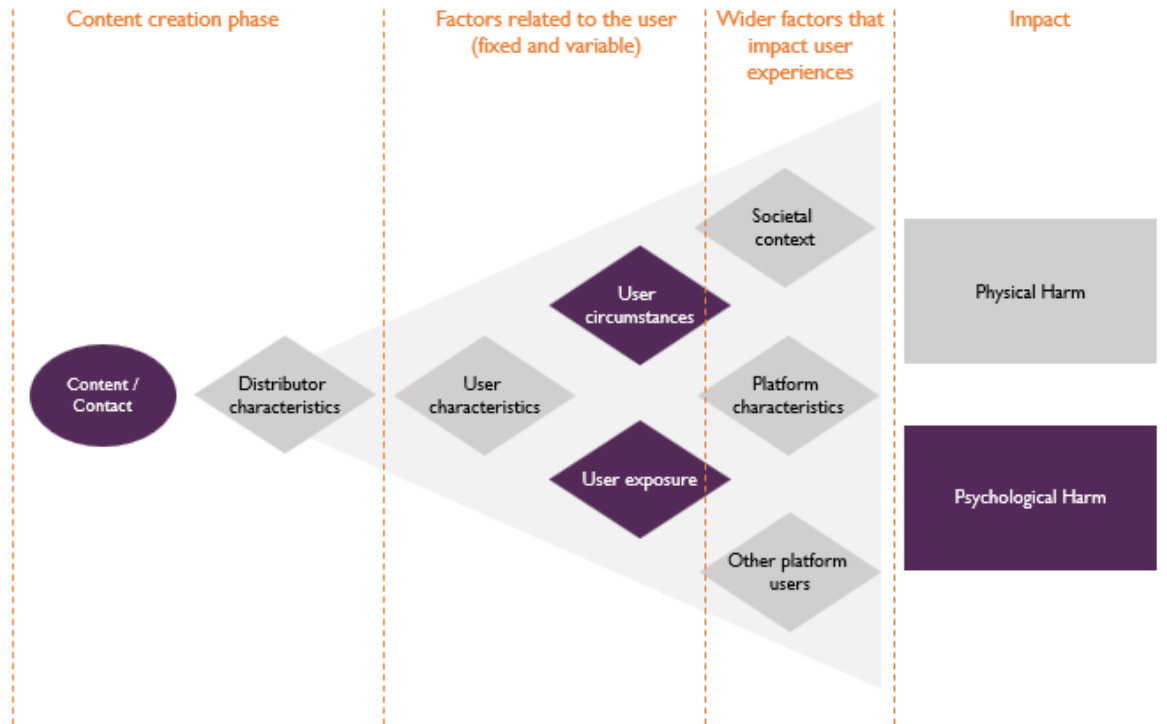 Content creation phase
Factors related to the user
(fixed and variable)
Wider factors that
impact user
experiences
Impact
Societal
context
User
circumstances
Physical Harm
Content /
Contact
Distributor
characteristics
User
characteristics
Platform
characteristics
User exposure
Psychological Harm
Other platform
users